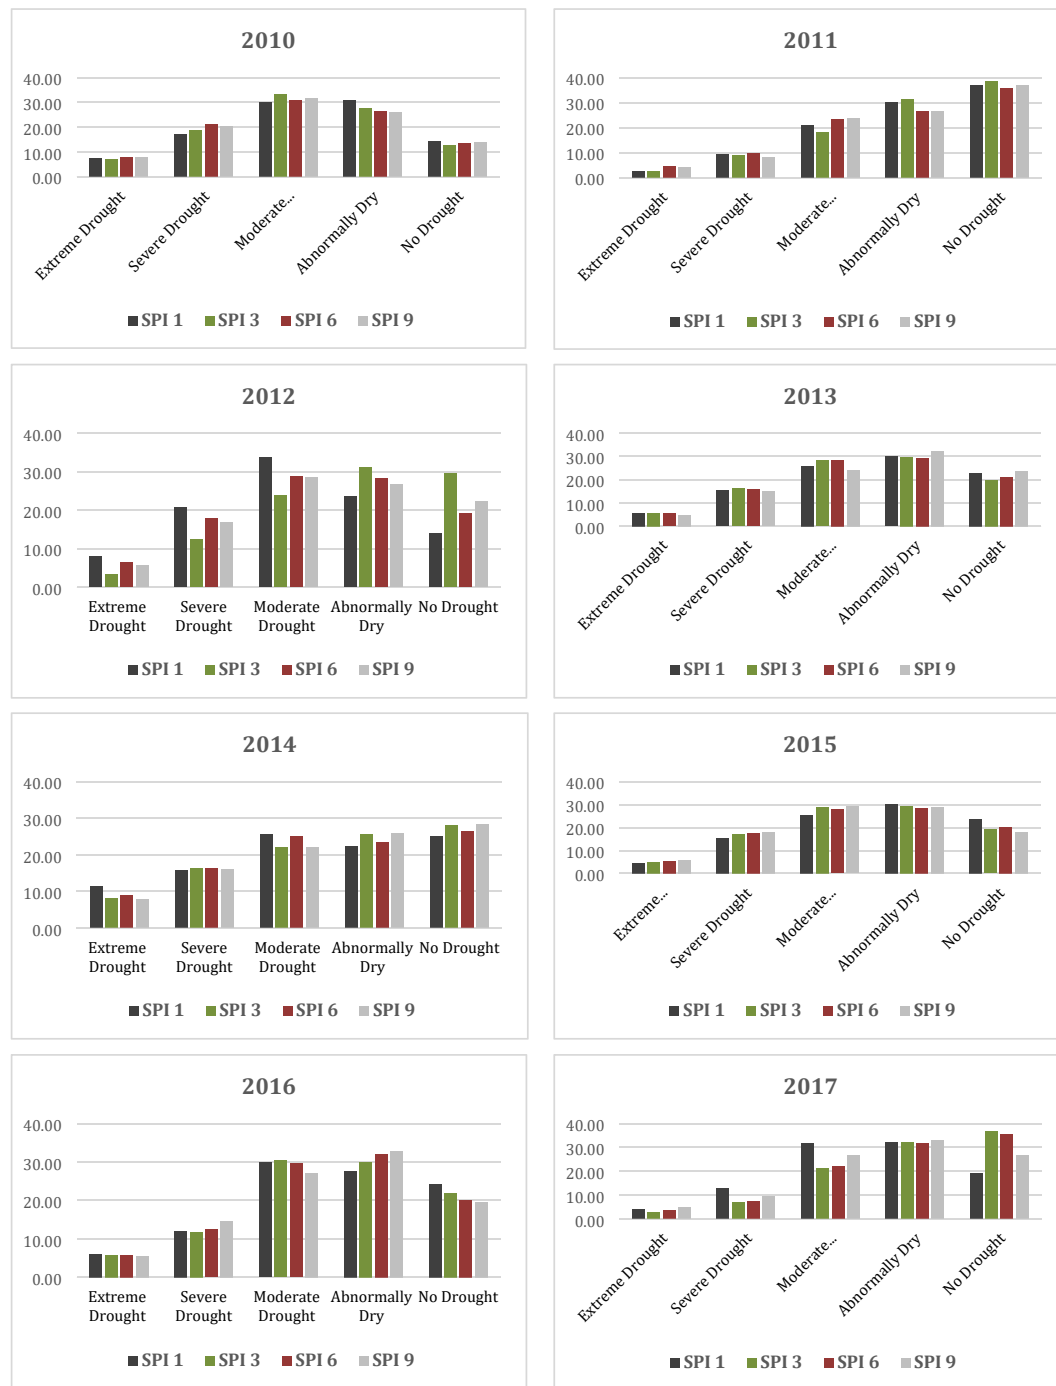 2010
40.00
30.00
20.00
10.00
0.00
Extreme Drought
Severe Drought
Moderate...
Abnormally Dry
No Drought
SPI 1 SPI 3 SPI 6 SPI 9
2011
40.00
30.00
20.00
10.00
0.00
Extreme Drought
Severe Drought
Moderate...
Abnormally Dry
No Drought
SPI 1 SPI 3 SPI 6 SPI 9
2012
40.00
30.00
20.00
10.00
0.00
Extreme Severe Moderate Abnormally No Drought
Drought Drought Drought Dry
SPI 1 SPI 3 SPI 6 SPI 9
2013
40.00
30.00
20.00
10.00
0.00
Extreme Drought
Severe Drought
Moderate...
Abnormally Dry
No Drought
SPI 1 SPI 3 SPI 6 SPI 9
2014
40.00
30.00
20.00
10.00
0.00
Extreme Severe Moderate Abnormally No Drought
Drought Drought Drought Dry
SPI 1 SPI 3 SPI 6 SPI 9
2015
40.00
30.00
20.00
10.00
0.00
Extreme...
Severe Drought
Moderate...
Abnormally Dry
No Drought
SPI 1 SPI 3 SPI 6 SPI 9
2016
40.00
30.00
20.00
10.00
0.00
Extreme Severe Moderate Abnormally No Drought
Drought Drought Drought Dry
SPI 1 SPI 3 SPI 6 SPI 9
2017
40.00
30.00
20.00
10.00
0.00
Extreme Drought
Severe Drought
Moderate...
Abnormally Dry
No Drought
SPI 1 SPI 3 SPI 6 SPI 9